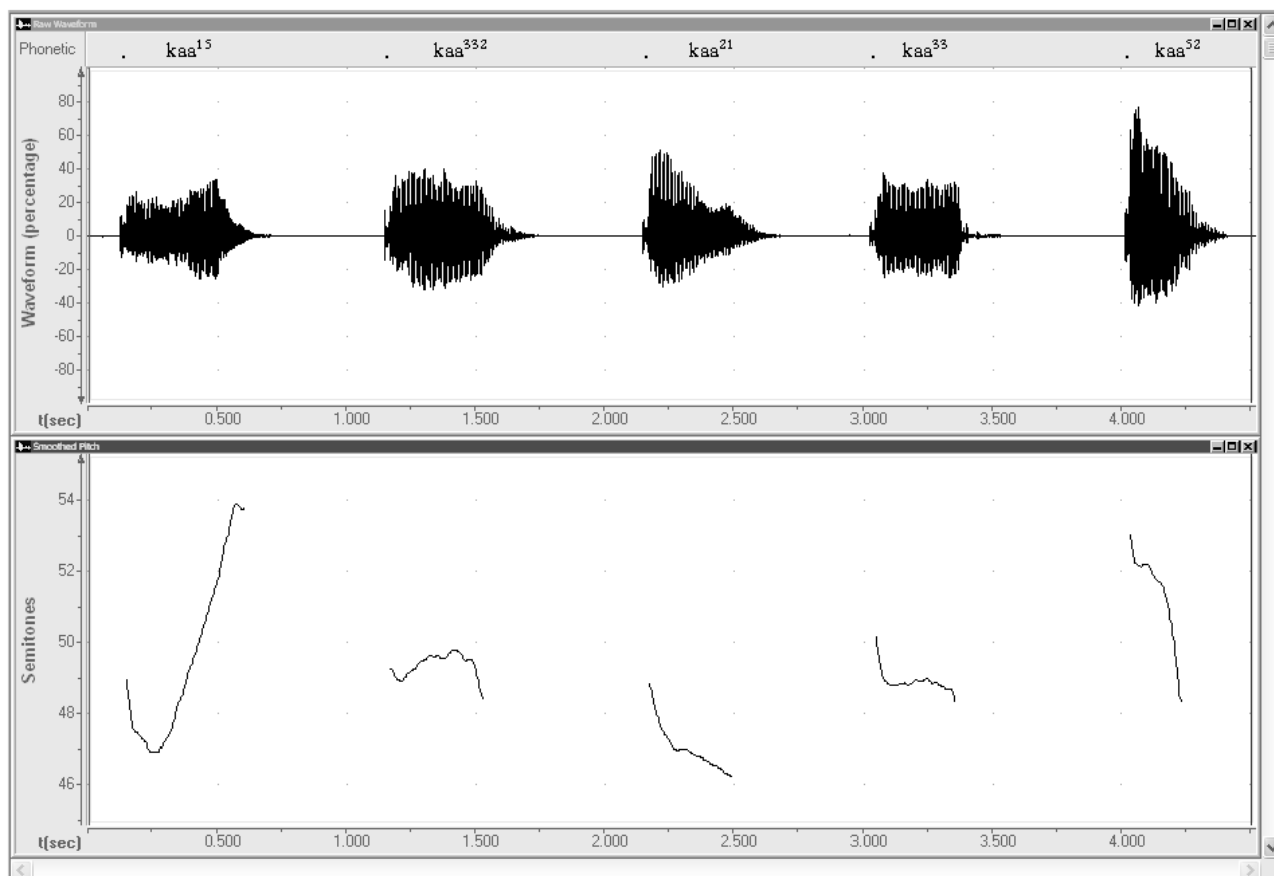 Raw Waveform
Phonetic . kaa¹⁵ . kaa³³² . kaa²¹ . kaa³³ . kaa⁵²
Waveform (percentage)
80
60
40
20
0
-20
-40
-60
-80
t(sec) 0.500 1.000 1.500 2.000 2.500 3.000 3.500 4.000
Smoothed Pitch
Semitones
54
52
50
48
46
t(sec) 0.500 1.000 1.500 2.000 2.500 3.000 3.500 4.000